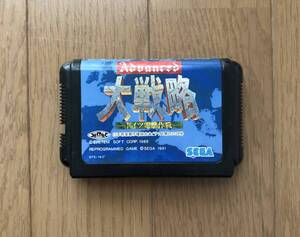 Advanced
大戦略
ドイツ電撃作戦
©SYSTEM SOFT CORP. 1988
REPROGRAMMED GAME ©SEGA 1991
SEGA